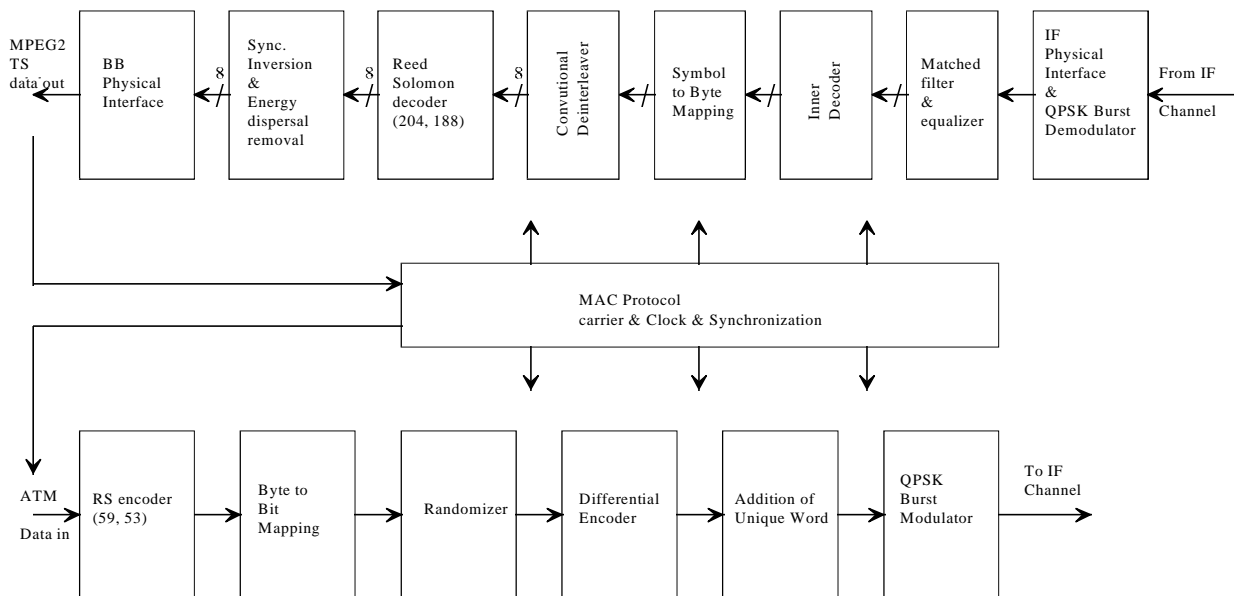 MPEG2
TS
data out
BB
Physical
Interface
8
Sync.
Inversion
&
Energy
dispersal
removal
8
Reed
Solomon
decoder
(204, 188)
8
Convutional
Deinterleaver
Symbol
to Byte
Mapping
Inner
Decoder
Matched
filter
&
equalizer
IF
Physical
Interface
&
QPSK Burst
Demodulator
From IF
Channel
MAC Protocol
carrier & Clock & Synchronization
ATM
Data in
RS encoder
(59, 53)
Byte to
Bit
Mapping
Randomizer
Differential
Encoder
Addition of
Unique Word
QPSK
Burst
Modulator
To IF
Channel